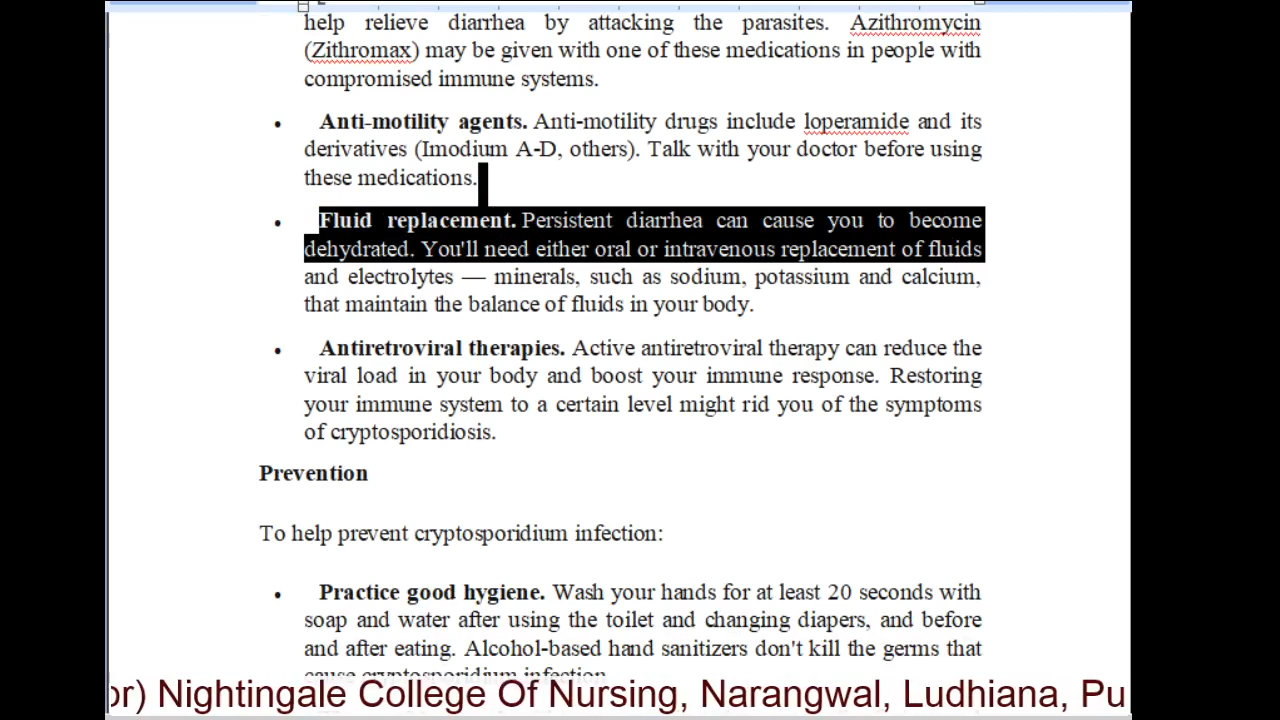 help relieve diarrhea by attacking the parasites. Azithromycin
(Zithromax) may be given with one of these medications in people with
compromised immune systems.
• Anti-motility agents. Anti-motility drugs include loperamide and its
derivatives (Imodium A-D, others). Talk with your doctor before using
these medications.
• Fluid replacement. Persistent diarrhea can cause you to become
dehydrated. You'll need either oral or intravenous replacement of fluids
and electrolytes — minerals, such as sodium, potassium and calcium,
that maintain the balance of fluids in your body.
• Antiretroviral therapies. Active antiretroviral therapy can reduce the
viral load in your body and boost your immune response. Restoring
your immune system to a certain level might rid you of the symptoms
of cryptosporidiosis.
Prevention
To help prevent cryptosporidium infection:
• Practice good hygiene. Wash your hands for at least 20 seconds with
soap and water after using the toilet and changing diapers, and before
and after eating. Alcohol-based hand sanitizers don't kill the germs that
cause cryptosporidium infection.
or) Nightingale College Of Nursing, Narangwal, Ludhiana, Pu